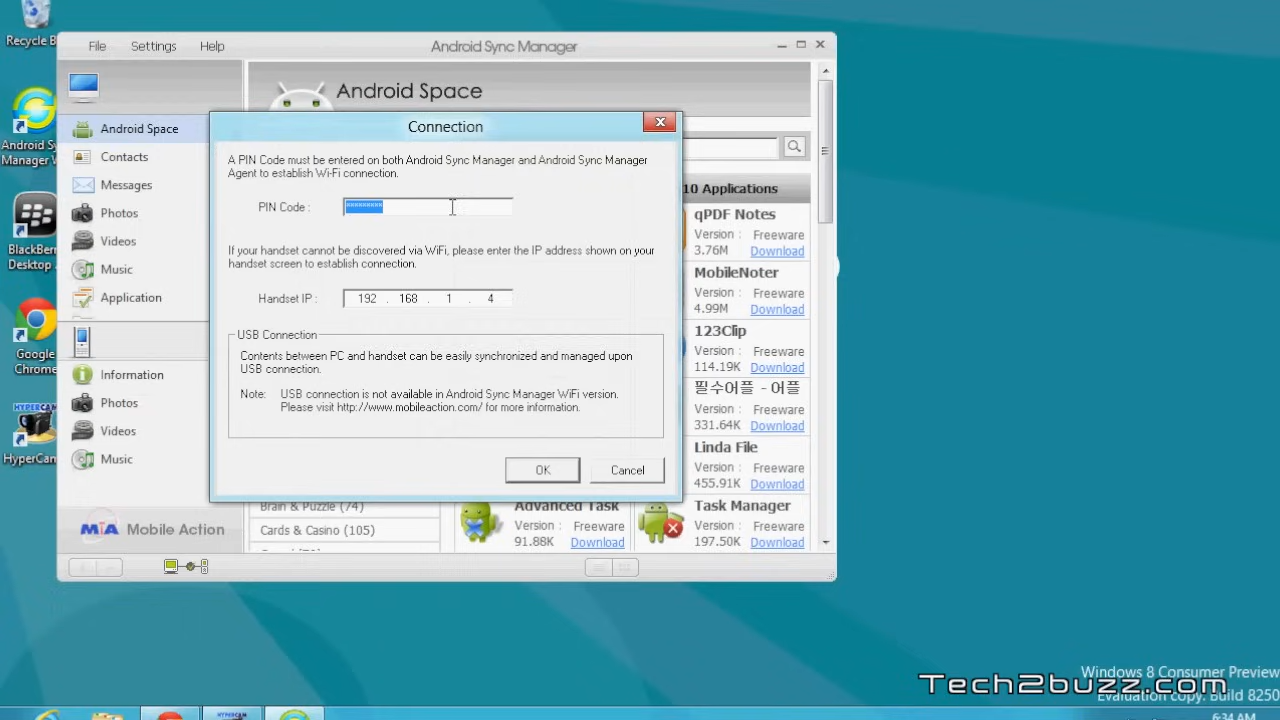 Recycle B
Android Sy
Manager W
BlackBer
Desktop
Google
Chrome
HyperCam
File Settings Help
Android Sync Manager
Android Space
Contacts
Messages
Photos
Videos
Music
Application
Information
Photos
Videos
Music
MIA Mobile Action
Android Space
Connection
A PIN Code must be entered on both Android Sync Manager and Android Sync Manager
Agent to establish Wi-Fi connection.
PIN Code : *********
If your handset cannot be discovered via WiFi, please enter the IP address shown on your
handset screen to establish connection.
Handset IP : 192 . 168 . 1 . 4
USB Connection
Contents between PC and handset can be easily synchronized and managed upon
USB connection.
Note: USB connection is not available in Android Sync Manager WiFi version.
Please visit http://www.mobileaction.com/ for more information.
OK Cancel
10 Applications
qPDF Notes
Version : Freeware
3.76M Download
MobileNoter
Version : Freeware
4.99M Download
123Clip
Version : Freeware
114.19K Download
필수어플 - 어플
Version : Freeware
331.64K Download
Linda File
Version : Freeware
455.91K Download
Brain & Puzzle (74)
Cards & Casino (105)
Advanced Task
Version : Freeware
91.88K Download
Task Manager
Version : Freeware
197.50K Download
Windows 8 Consumer Preview
Tech2buzz.com
Evaluation copy. Build 8250
6:34 AM